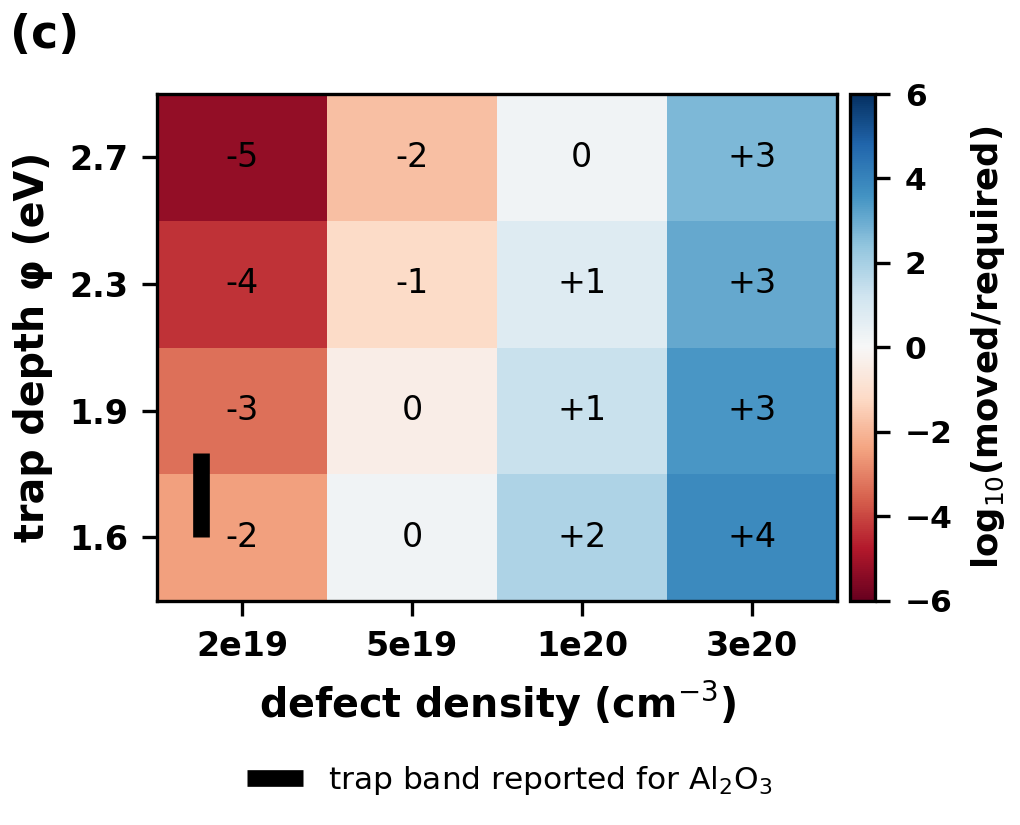 (c)
trap depth φ (eV)
2.7
2.3
1.9
1.6
-5 -2 0 +3
-4 -1 +1 +3
-3 0 +1 +3
-2 0 +2 +4
2e19 5e19 1e20 3e20
defect density (cm⁻³)
6
4
2
0
−2
−4
−6
log₁₀(moved/required)
trap band reported for Al₂O₃